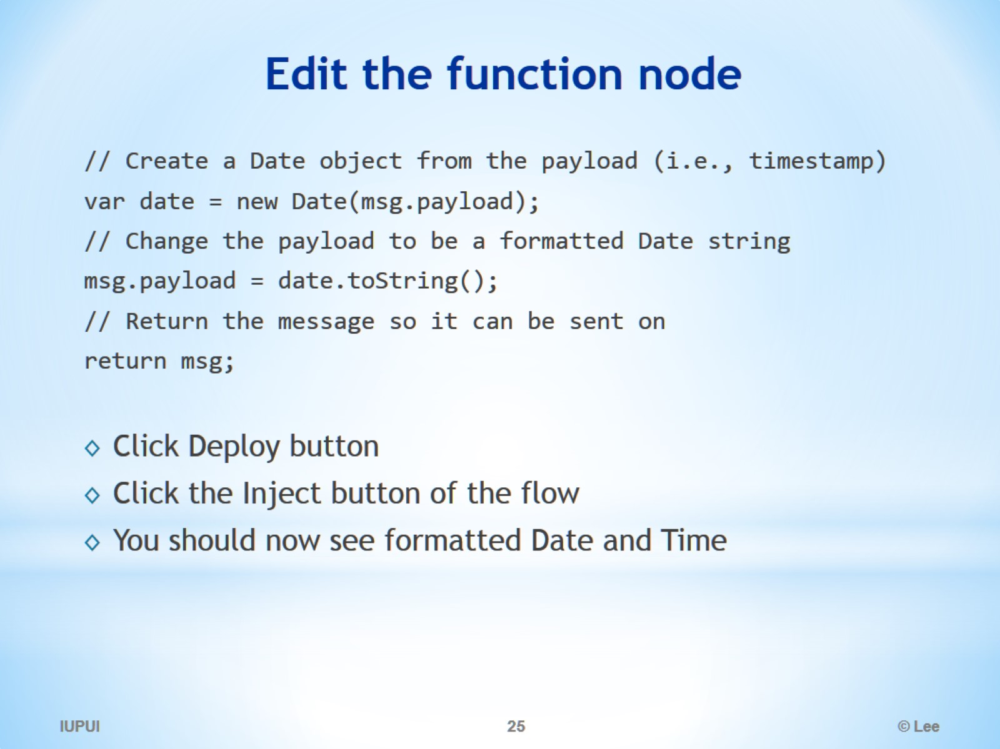 Edit the function node
// Create a Date object from the payload (i.e., timestamp)
var date = new Date(msg.payload);
// Change the payload to be a formatted Date string
msg.payload = date.toString();
// Return the message so it can be sent on
return msg;
◇ Click Deploy button
◇ Click the Inject button of the flow
◇ You should now see formatted Date and Time
IUPUI 25 © Lee